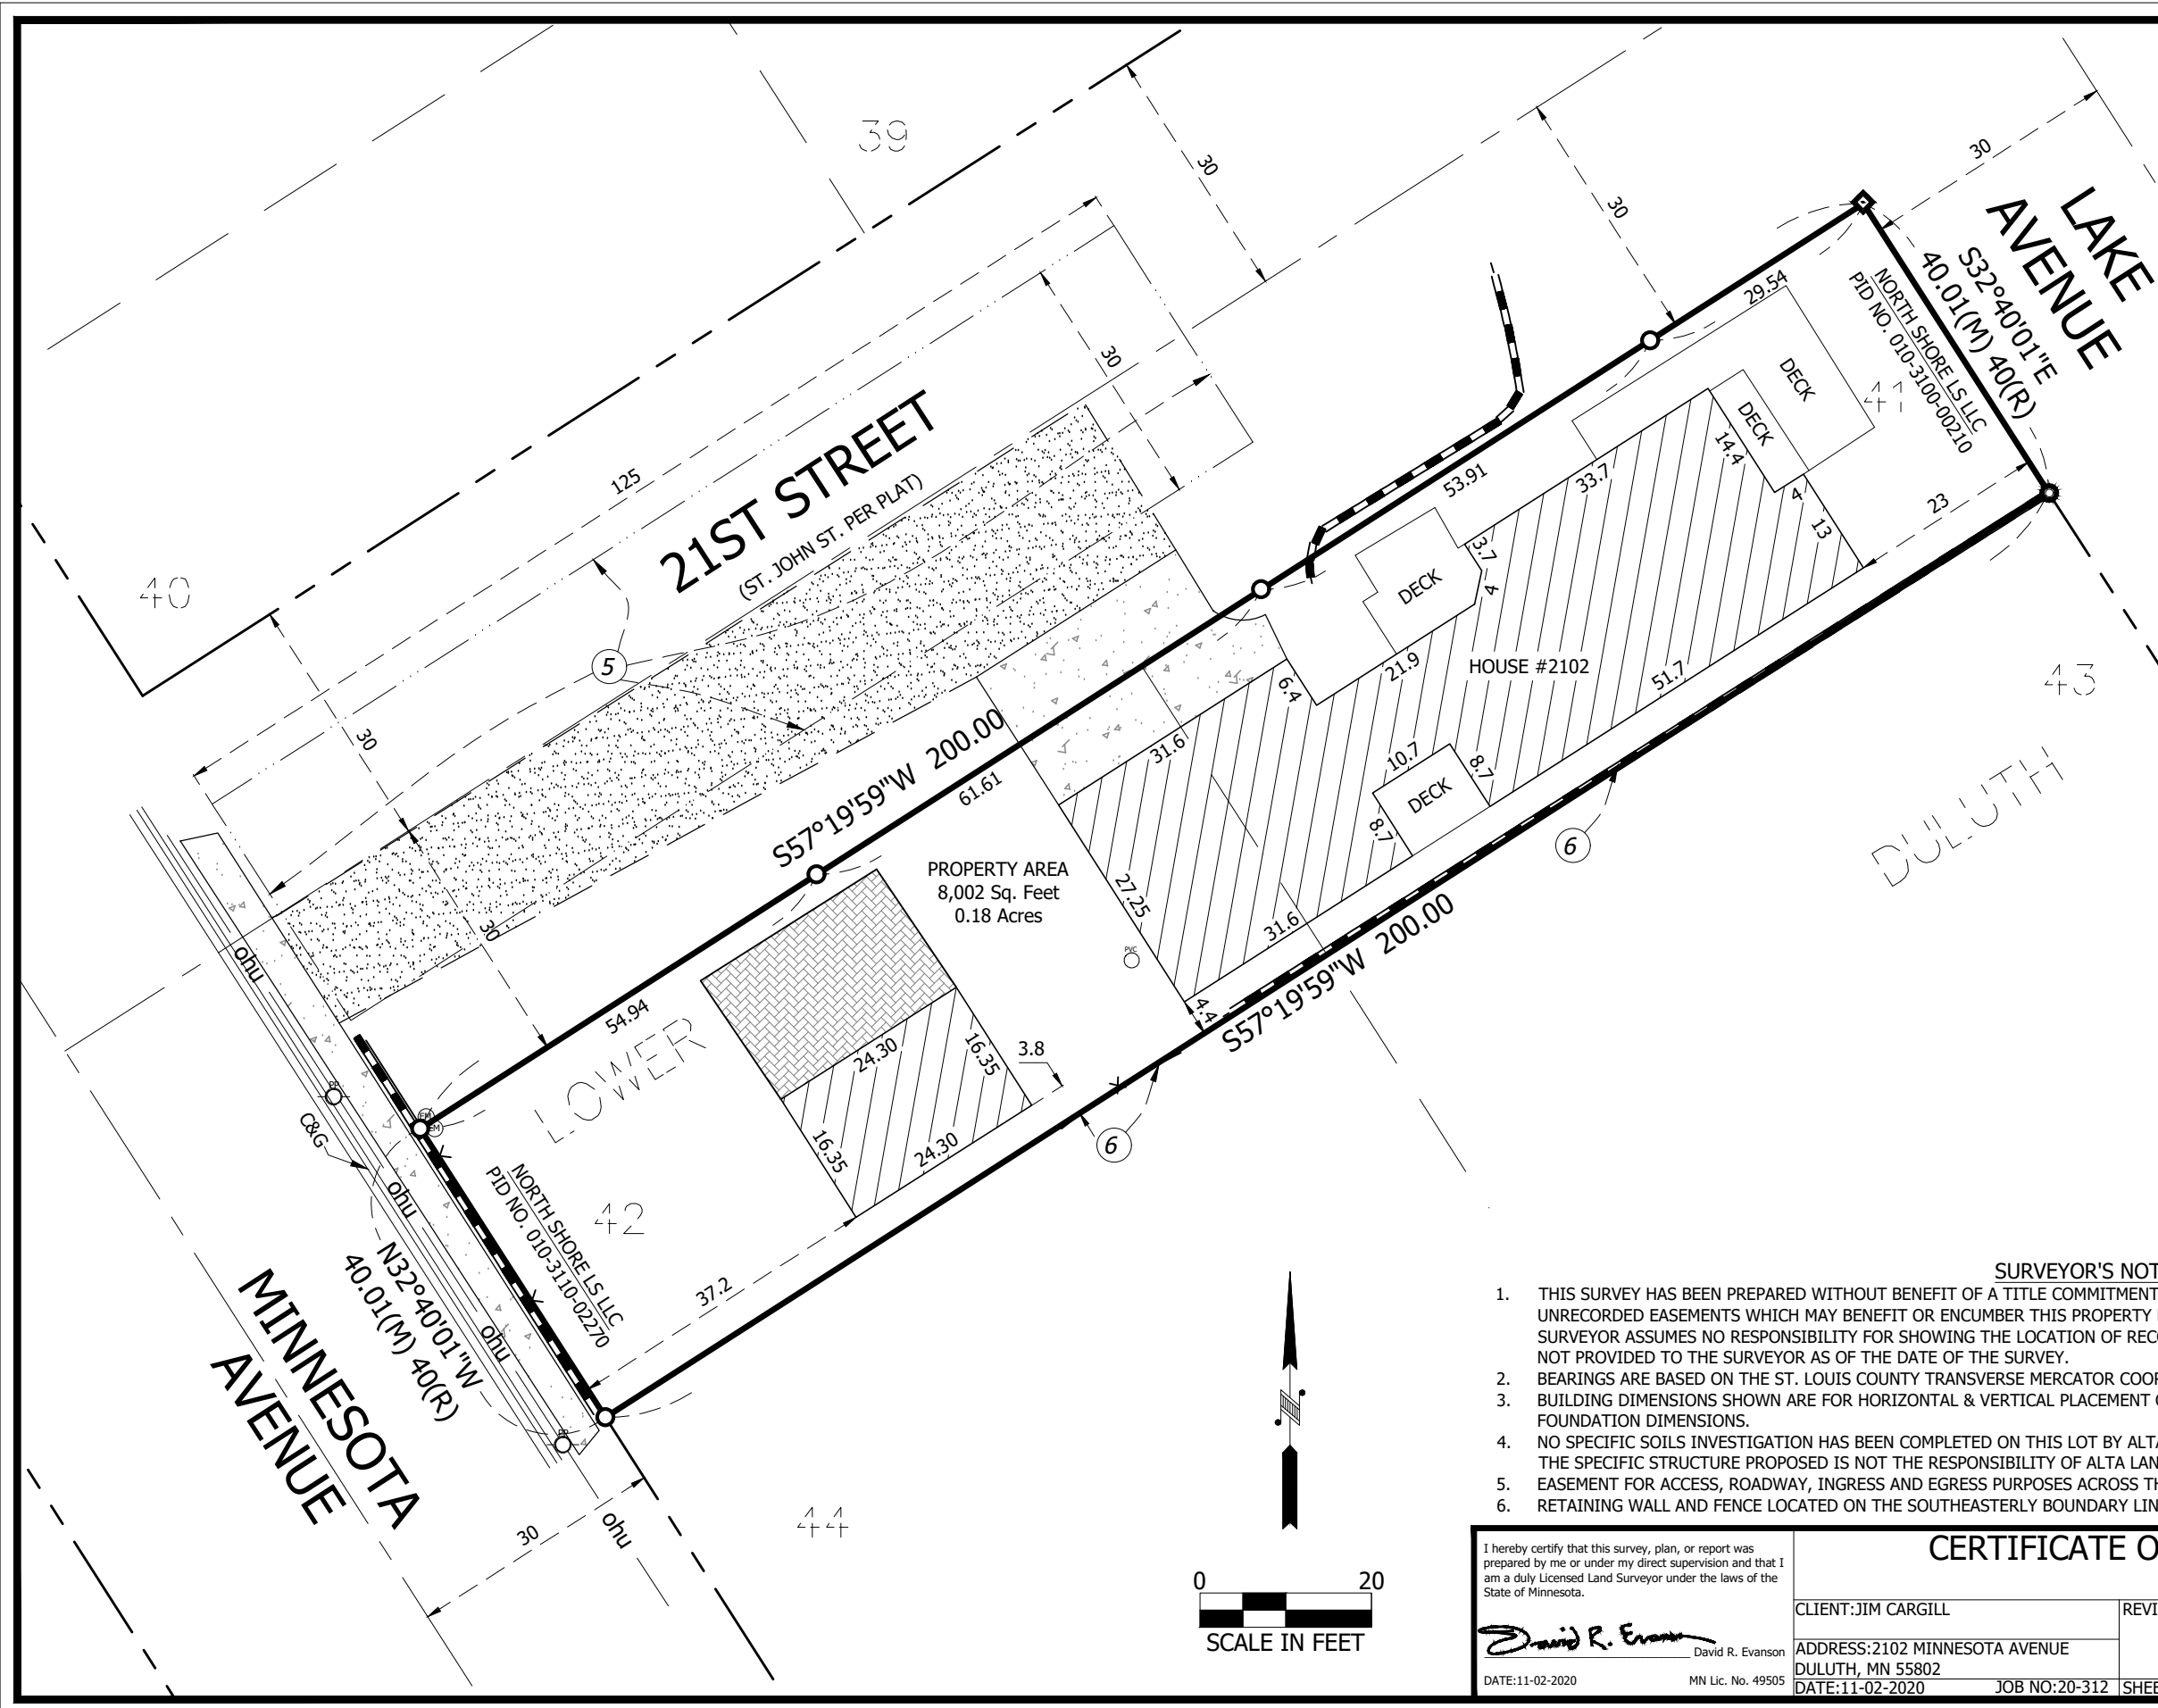 39
30
30
30
LAKE
AVENUE
S32°40'01"E
40.01(M) 40(R)
NORTH SHORE LS LLC
PID NO. 010-3100-00210
41
29.54
DECK
DECK
14.4
4
13
23
33.7
53.91
3.7
4
DECK
30
125
21ST STREET
(ST. JOHN ST. PER PLAT)
40
5
30
30
HOUSE #2102
21.9
6.4
51.7
43
DULUTH
31.6
10.7
8.7
DECK
8.7
6
S57°19'59"W 200.00
61.61
PROPERTY AREA
8,002 Sq. Feet
0.18 Acres
27.25
31.6
PVC
4.4
S57°19'59"W 200.00
54.94
LOWER
24.30
16.35
3.8
16.35
24.30
6
ohu
PP
C&G
EM
EM
ohu
NORTH SHORE LS LLC
PID NO. 010-3110-02270
42
37.2
N32°40'01"W
40.01(M) 40(R)
ohu
MINNESOTA
AVENUE
PP
30
ohu
44
0 20
SCALE IN FEET
SURVEYOR'S NOT
1. THIS SURVEY HAS BEEN PREPARED WITHOUT BENEFIT OF A TITLE COMMITMENT
UNRECORDED EASEMENTS WHICH MAY BENEFIT OR ENCUMBER THIS PROPERTY
SURVEYOR ASSUMES NO RESPONSIBILITY FOR SHOWING THE LOCATION OF REC
NOT PROVIDED TO THE SURVEYOR AS OF THE DATE OF THE SURVEY.
2. BEARINGS ARE BASED ON THE ST. LOUIS COUNTY TRANSVERSE MERCATOR COO
3. BUILDING DIMENSIONS SHOWN ARE FOR HORIZONTAL & VERTICAL PLACEMENT
FOUNDATION DIMENSIONS.
4. NO SPECIFIC SOILS INVESTIGATION HAS BEEN COMPLETED ON THIS LOT BY ALT
THE SPECIFIC STRUCTURE PROPOSED IS NOT THE RESPONSIBILITY OF ALTA LAN
5. EASEMENT FOR ACCESS, ROADWAY, INGRESS AND EGRESS PURPOSES ACROSS T
6. RETAINING WALL AND FENCE LOCATED ON THE SOUTHEASTERLY BOUNDARY LIN
I hereby certify that this survey, plan, or report was
prepared by me or under my direct supervision and that I
am a duly Licensed Land Surveyor under the laws of the
State of Minnesota.
David R. Evanson
David R. Evanson
DATE:11-02-2020 MN Lic. No. 49505
CERTIFICATE O
CLIENT:JIM CARGILL
REVI
ADDRESS:2102 MINNESOTA AVENUE
DULUTH, MN 55802
DATE:11-02-2020 JOB NO:20-312 SHEE